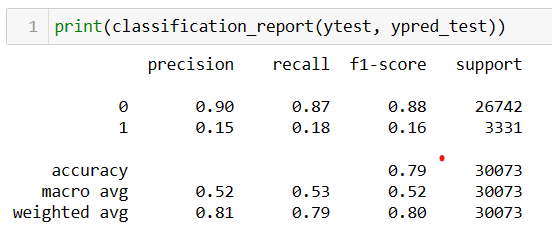 1 print(classification_report(ytest, ypred_test))
precision recall f1-score support
0 0.90 0.87 0.88 26742
1 0.15 0.18 0.16 3331
accuracy 0.79 30073
macro avg 0.52 0.53 0.52 30073
weighted avg 0.81 0.79 0.80 30073